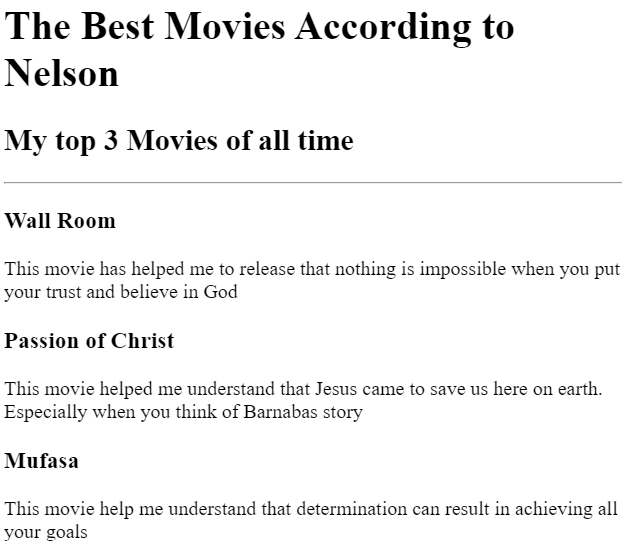 The Best Movies According to
Nelson
My top 3 Movies of all time
Wall Room
This movie has helped me to release that nothing is impossible when you put
your trust and believe in God
Passion of Christ
This movie helped me understand that Jesus came to save us here on earth.
Especially when you think of Barnabas story
Mufasa
This movie help me understand that determination can result in achieving all
your goals